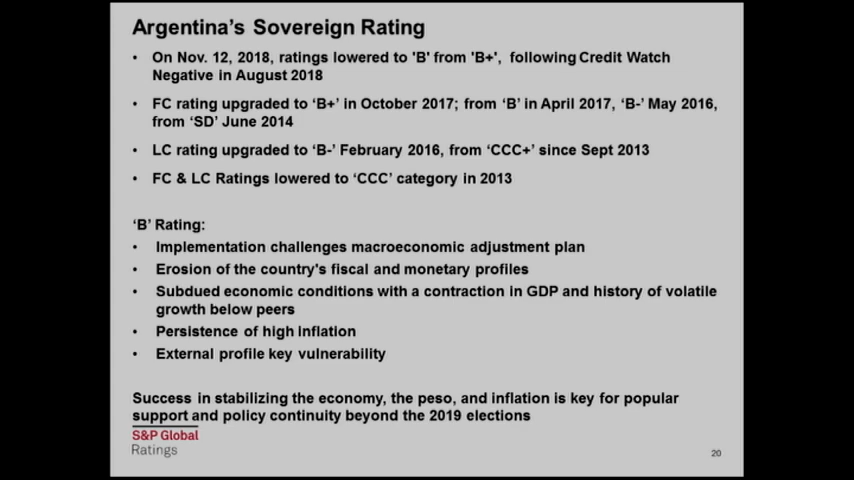 Argentina's Sovereign Rating
• On Nov. 12, 2018, ratings lowered to 'B' from 'B+', following Credit Watch
Negative in August 2018
• FC rating upgraded to 'B+' in October 2017; from 'B' in April 2017, 'B-' May 2016,
from 'SD' June 2014
• LC rating upgraded to 'B-' February 2016, from 'CCC+' since Sept 2013
• FC & LC Ratings lowered to 'CCC' category in 2013
'B' Rating:
• Implementation challenges macroeconomic adjustment plan
• Erosion of the country's fiscal and monetary profiles
• Subdued economic conditions with a contraction in GDP and history of volatile
growth below peers
• Persistence of high inflation
• External profile key vulnerability
Success in stabilizing the economy, the peso, and inflation is key for popular
support and policy continuity beyond the 2019 elections
S&P Global
Ratings
20